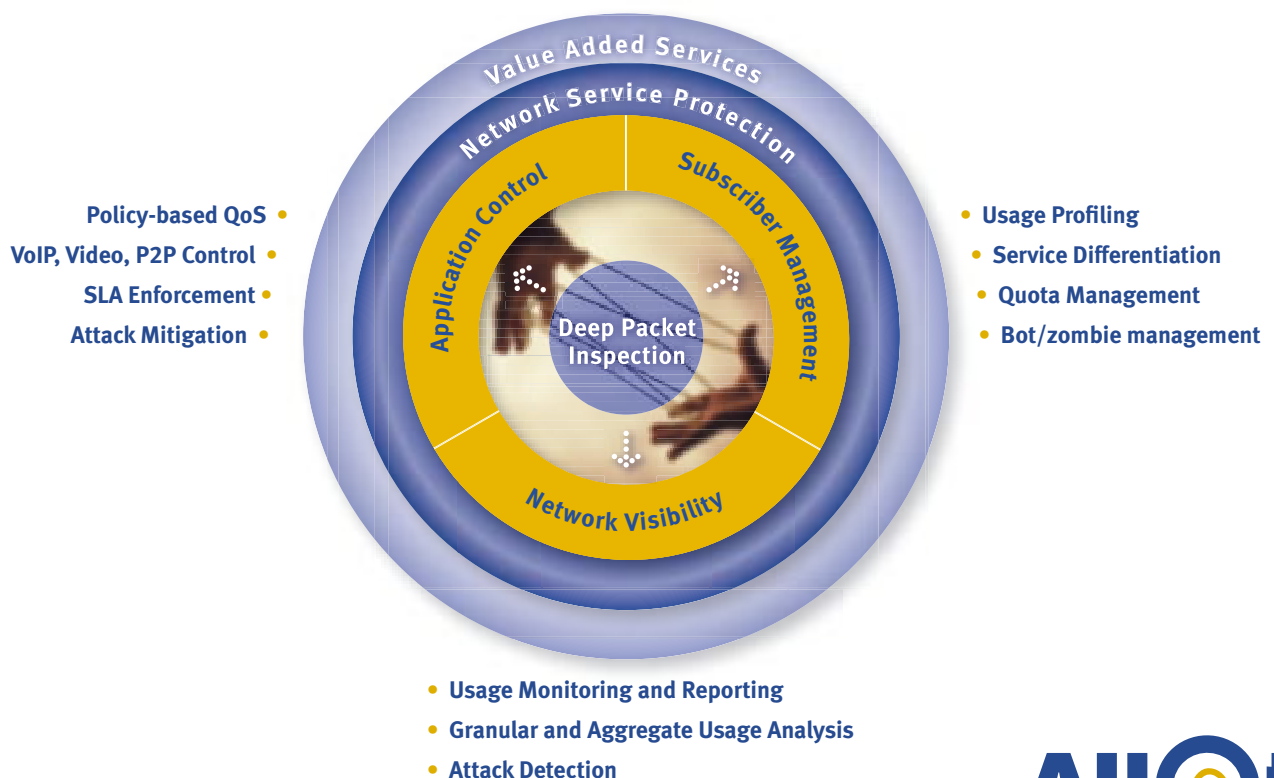 Value Added Services
Network Service Protection
Application Control
Subscriber Management
Deep Packet
Inspection
Network Visibility
Policy-based QoS •
VoIP, Video, P2P Control •
SLA Enforcement •
Attack Mitigation •
• Usage Profiling
• Service Differentiation
• Quota Management
• Bot/zombie management
• Usage Monitoring and Reporting
• Granular and Aggregate Usage Analysis
• Attack Detection